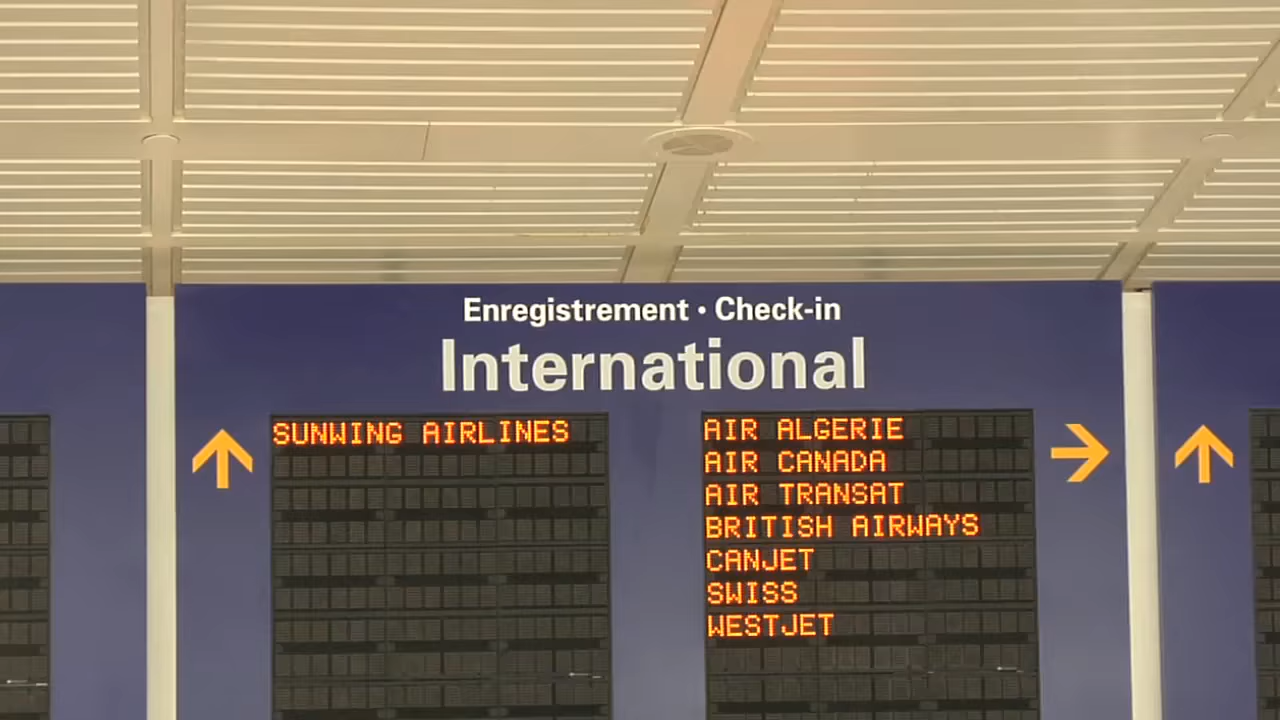 Enregistrement • Check-in
International
SUNWING AIRLINES
AIR ALGERIE
AIR CANADA
AIR TRANSAT
BRITISH AIRWAYS
CANJET
SWISS
WESTJET